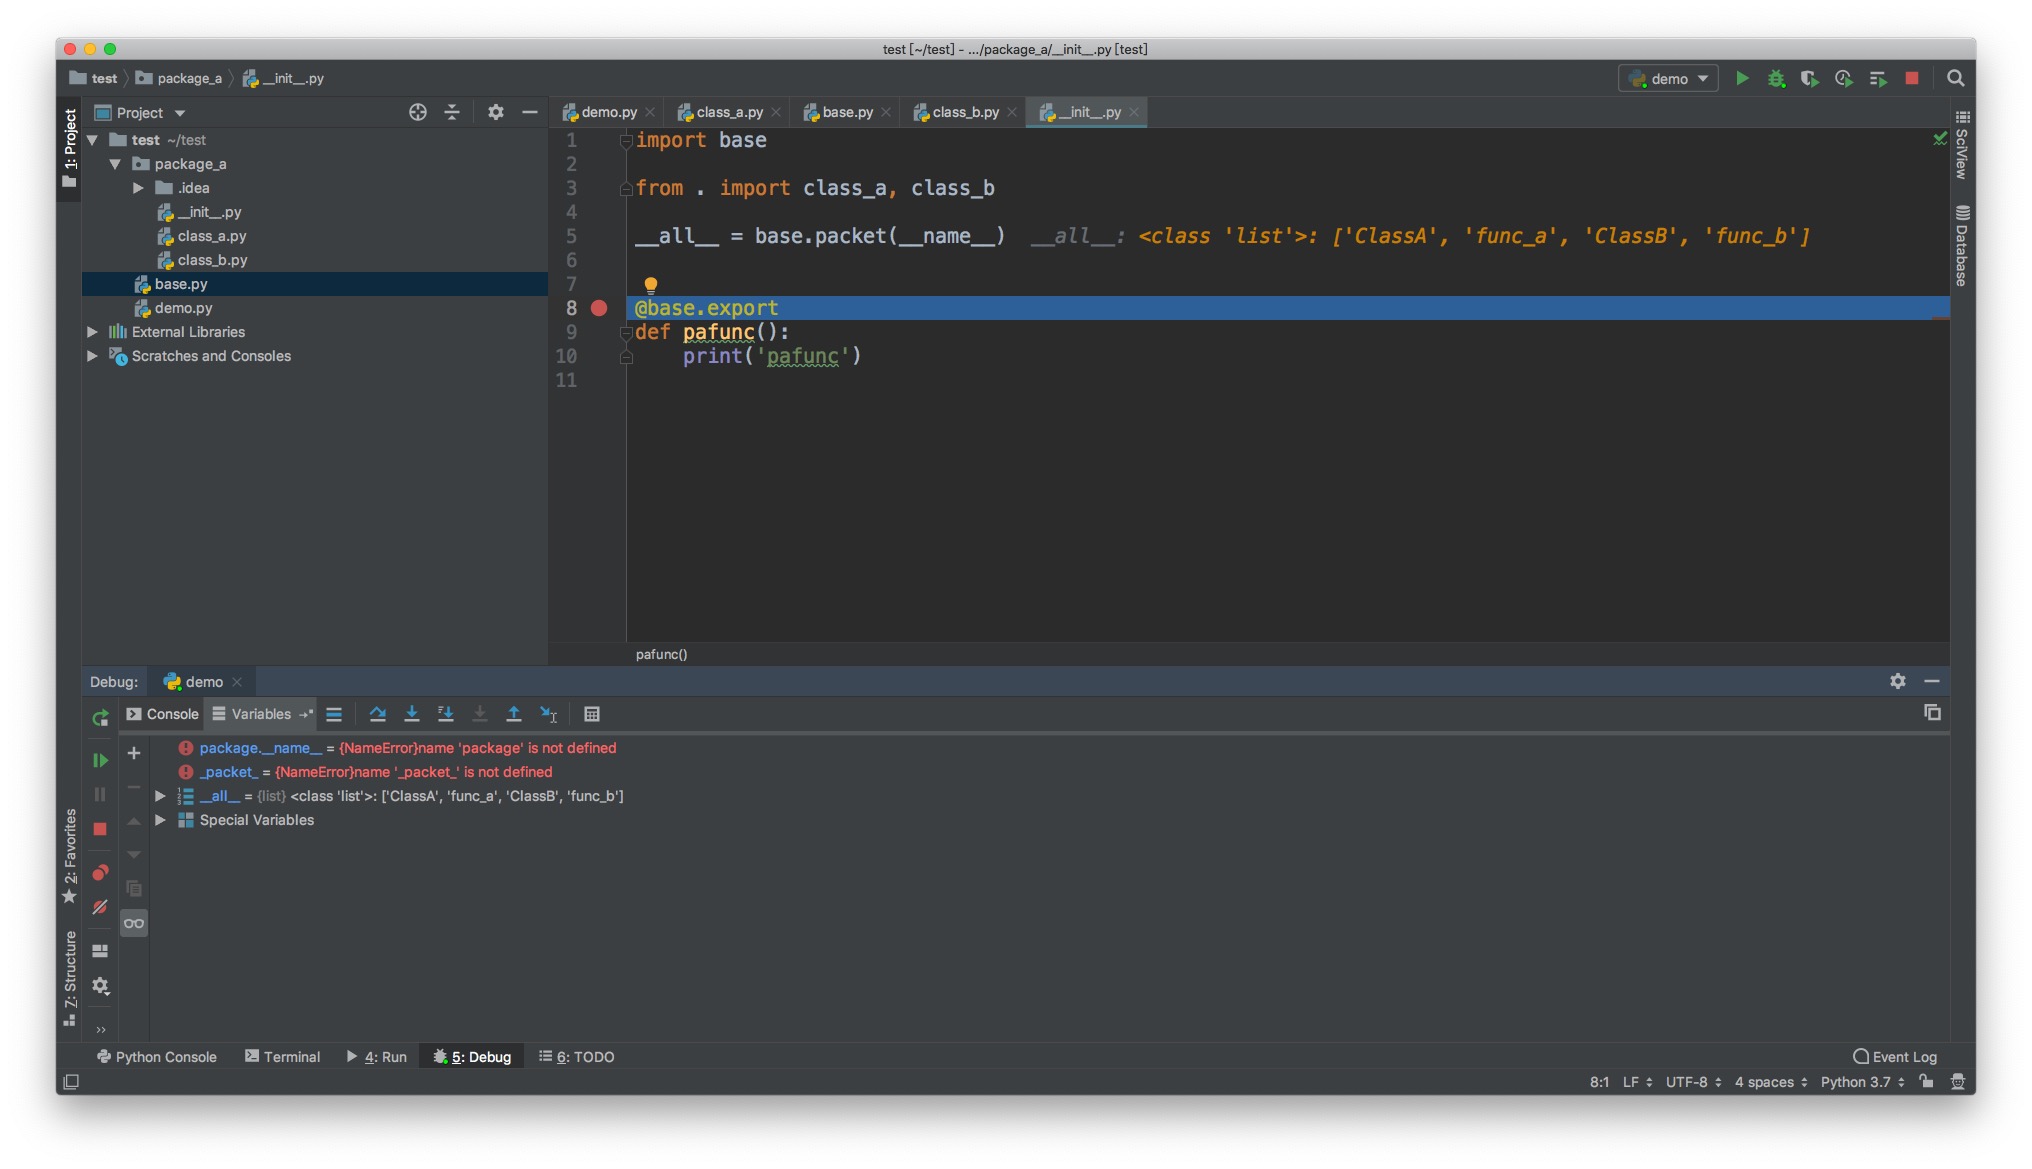 test [~/test] - .../package_a/__init__.py [test]
test package_a __init__.py
demo
1: Project
Project
demo.py class_a.py base.py class_b.py __init__.py
test ~/test
package_a
.idea
__init__.py
class_a.py
class_b.py
base.py
demo.py
External Libraries
Scratches and Consoles
1 import base
2
3 from . import class_a, class_b
4
5 __all__ = base.packet(__name__) __all__: <class 'list'>: ['ClassA', 'func_a', 'ClassB', 'func_b']
6
7
8 @base.export
9 def pafunc():
10 print('pafunc')
11
pafunc()
SciView
Database
Debug: demo
Console Variables
package.__name__ = {NameError}name 'package' is not defined
_packet_ = {NameError}name '_packet_' is not defined
__all__ = {list} <class 'list'>: ['ClassA', 'func_a', 'ClassB', 'func_b']
Special Variables
2: Favorites
7: Structure
Python Console Terminal 4: Run 5: Debug 6: TODO Event Log
8:1 LF UTF-8 4 spaces Python 3.7